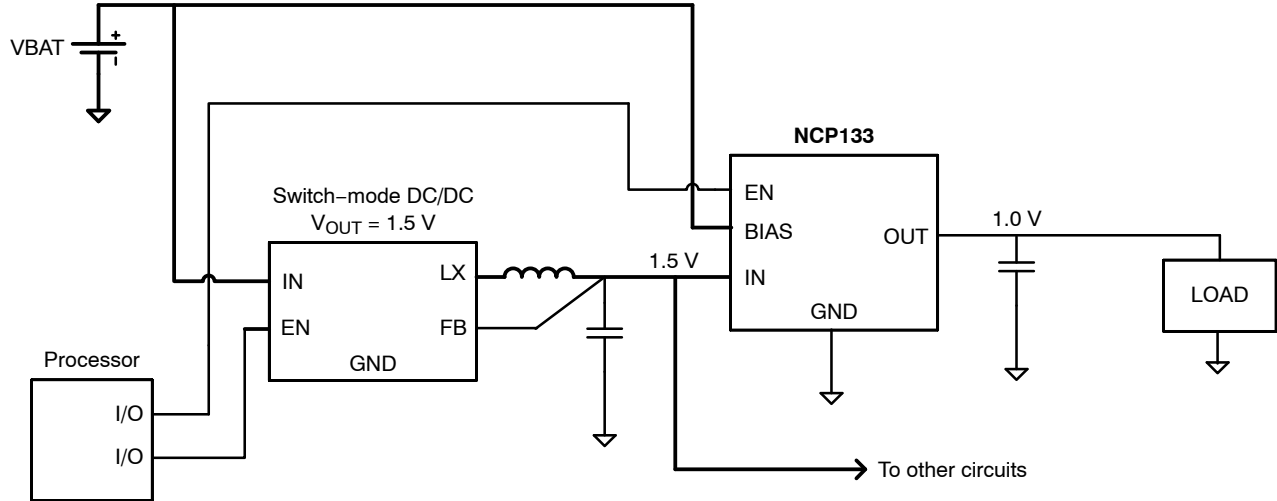 VBAT
+
NCP133
Switch−mode DC/DC
VOUT = 1.5 V
EN
BIAS
IN
OUT
GND
1.0 V
LOAD
1.5 V
IN
EN
LX
FB
GND
Processor
I/O
I/O
To other circuits